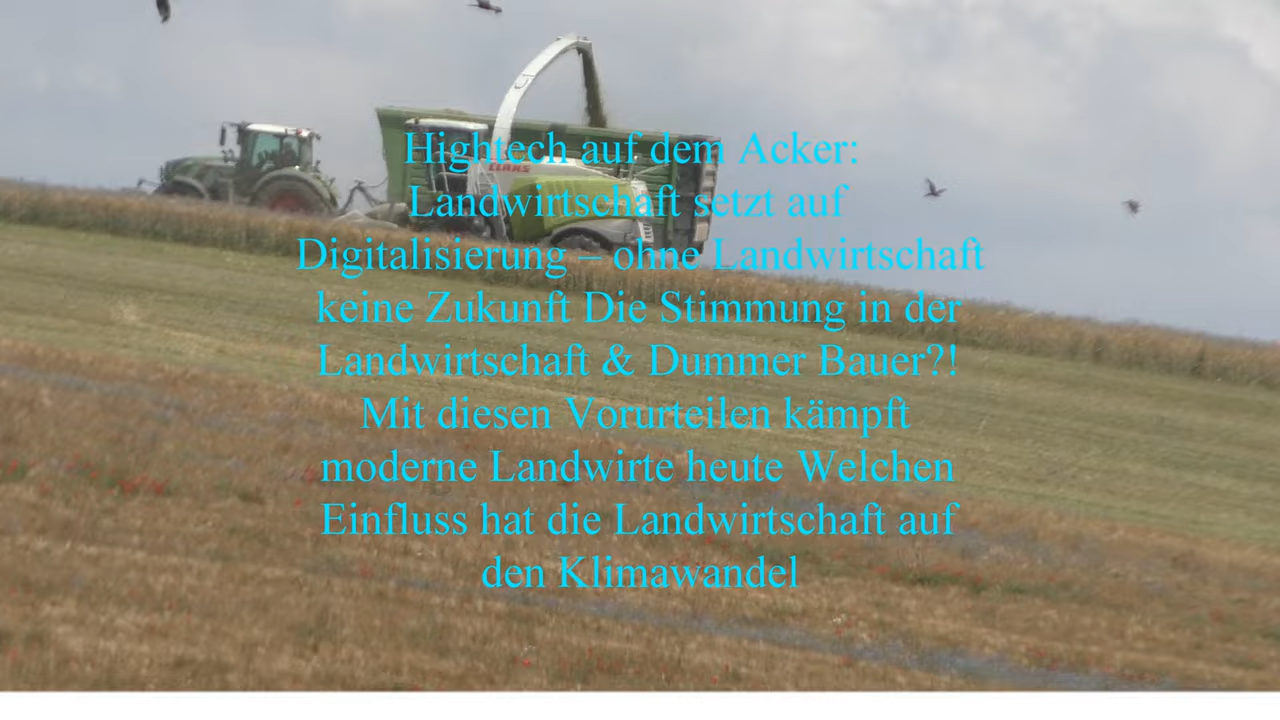 Hightech auf dem Acker:
Landwirtschaft setzt auf
Digitalisierung – ohne Landwirtschaft
keine Zukunft Die Stimmung in der
Landwirtschaft & Dummer Bauer?!
Mit diesen Vorurteilen kämpft
moderne Landwirte heute Welchen
Einfluss hat die Landwirtschaft auf
den Klimawandel
CLAAS